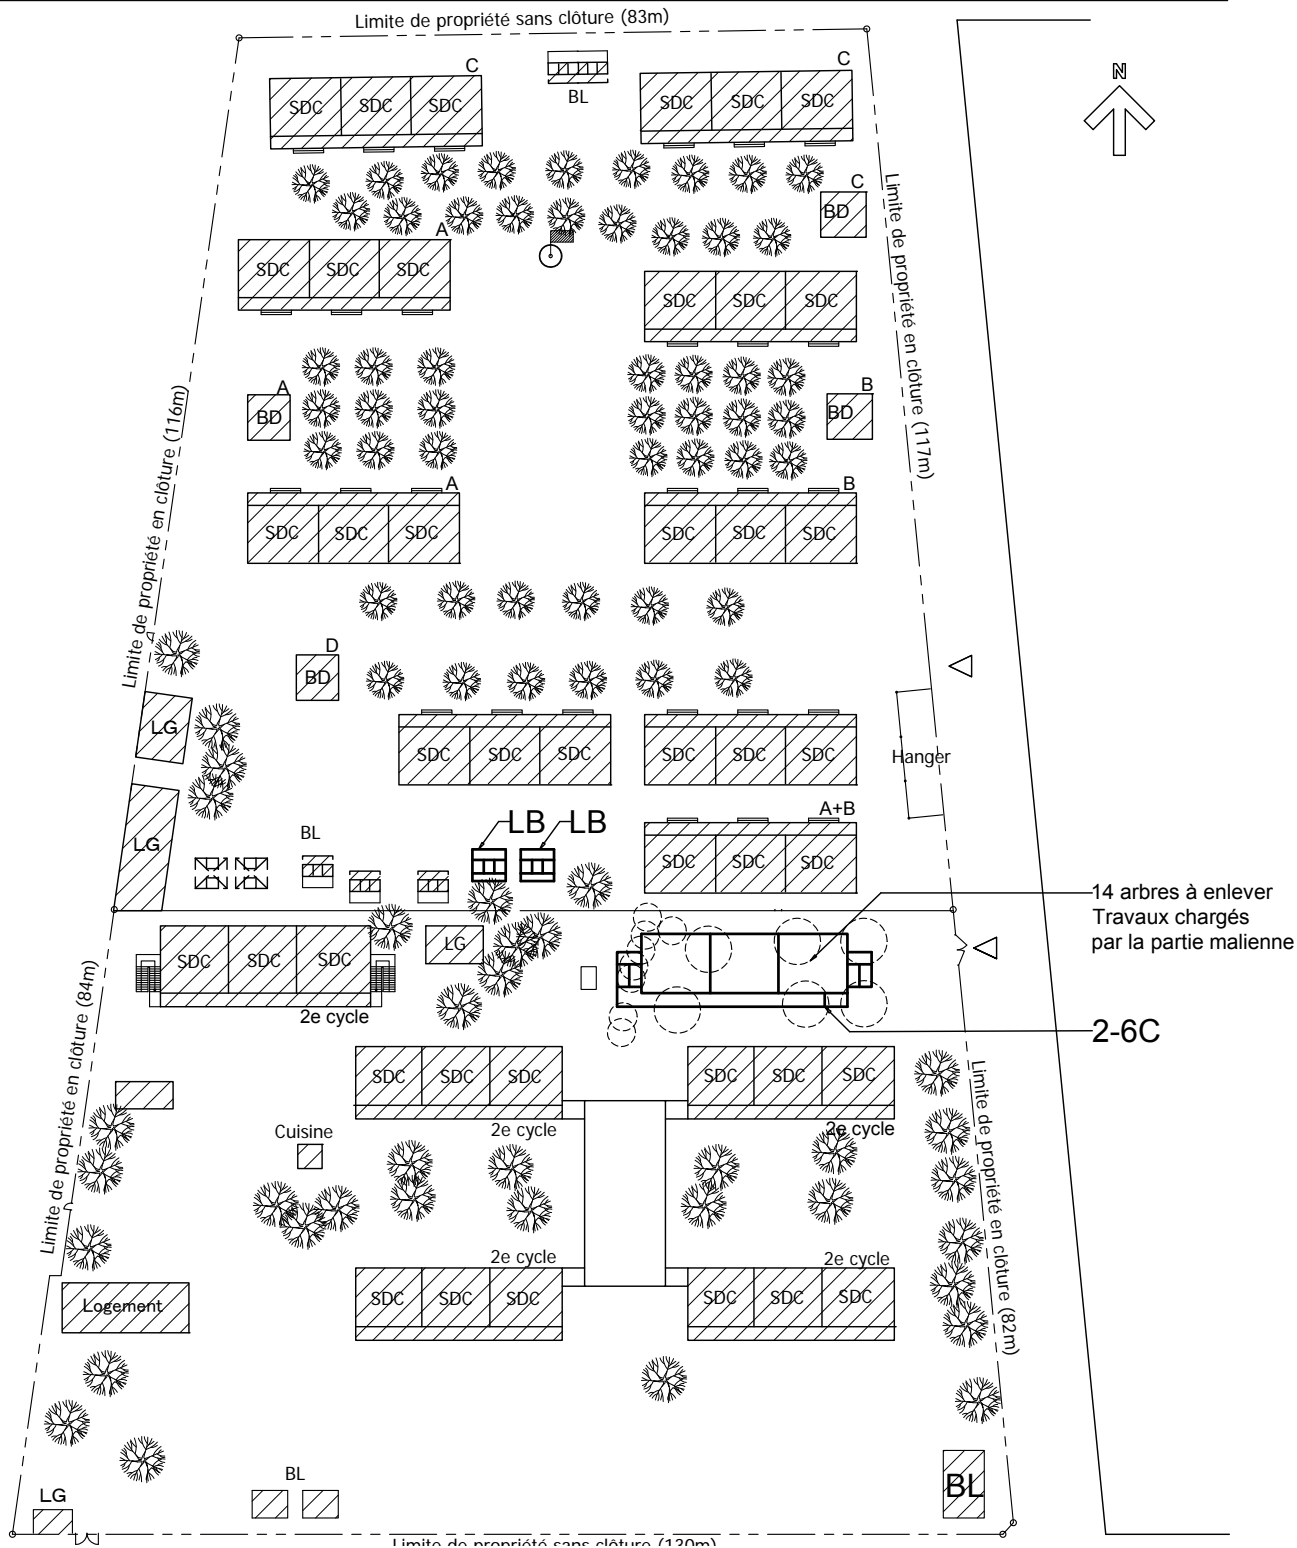 Limite de propriété sans clôture (83m)
N
C
C
SDC SDC SDC
BL
SDC SDC SDC
C
BD
A
SDC SDC SDC
SDC SDC SDC
Limite de propriété en clôture (117m)
Limite de propriété en clôture (116m)
A
BD
B
BD
A
B
SDC SDC SDC
SDC SDC SDC
D
BD
LG
SDC SDC SDC
SDC SDC SDC
Hanger
A+B
LB LB
BL
LG
SDC SDC SDC
14 arbres à enlever
Travaux chargés
par la partie malienne
SDC SDC SDC
LG
2e cycle
2-6C
Limite de propriété en clôture (84m)
SDC SDC SDC
SDC SDC SDC
2e cycle
2e cycle
Cuisine
Limite de propriété en clôture (82m)
2e cycle
2e cycle
Logement
SDC SDC SDC
SDC SDC SDC
BL
BL
LG
Limite de propriété sans clôture (120m)